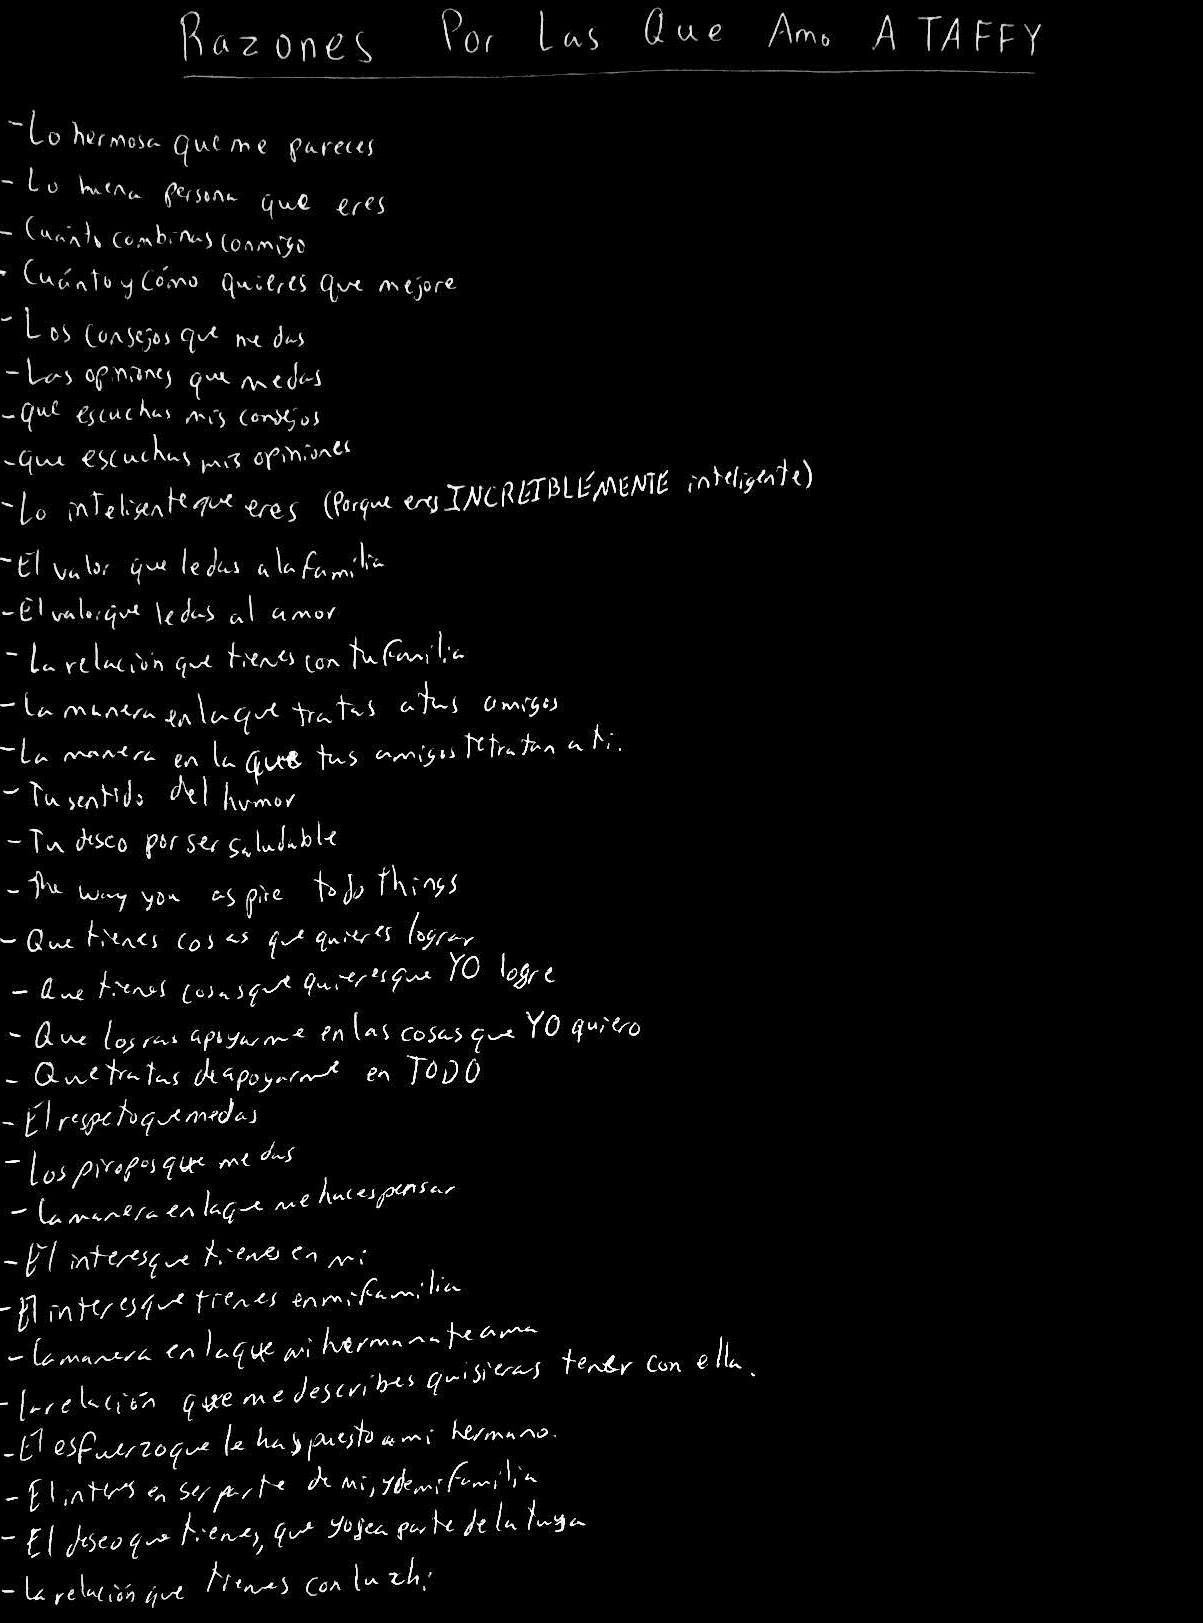 Razones Por Las Que Amo A TAFFY
- Lo hermosa que me pareces
- Lo buena persona que eres
- Cuánto combinas conmigo
- Cuánto y Cómo quieres que mejore
- Los consejos que me das
- Las opiniones que me das
- que escuchas mis consejos
- que escuchas mis opiniones
- Lo inteligente que eres (Porque eres INCREIBLEMENTE inteligente)
- El valor que le das a la familia
- El valor que le das al amor
- La relación que tienes con tu familia
- La manera en la que tratas a tus amigos
- La manera en la que tus amigos te tratan a ti.
- Tu sentido del humor
- Tu deseo por ser saludable
- The way you aspire to do things
- Que tienes cosas que quieres lograr
- Que tienes cosas que quieres que YO logre
- Que logras apoyarme en las cosas que YO quiero
- Que tratas de apoyarme en TODO
- El respeto que me das
- Los piropos que me das
- La manera en la que me haces pensar
- El interes que tienes en mi
- El interes que tienes en mi familia
- La manera en la que mi hermana te ama
- La relación que me describes quisieras tener con ella.
- El esfuerzo que le has puesto a mi hermano.
- El interes en ser parte de mi, y de mi familia
- El deseo que tienes, que yo sea parte de la tuya
- La relación que tienes con luzhi